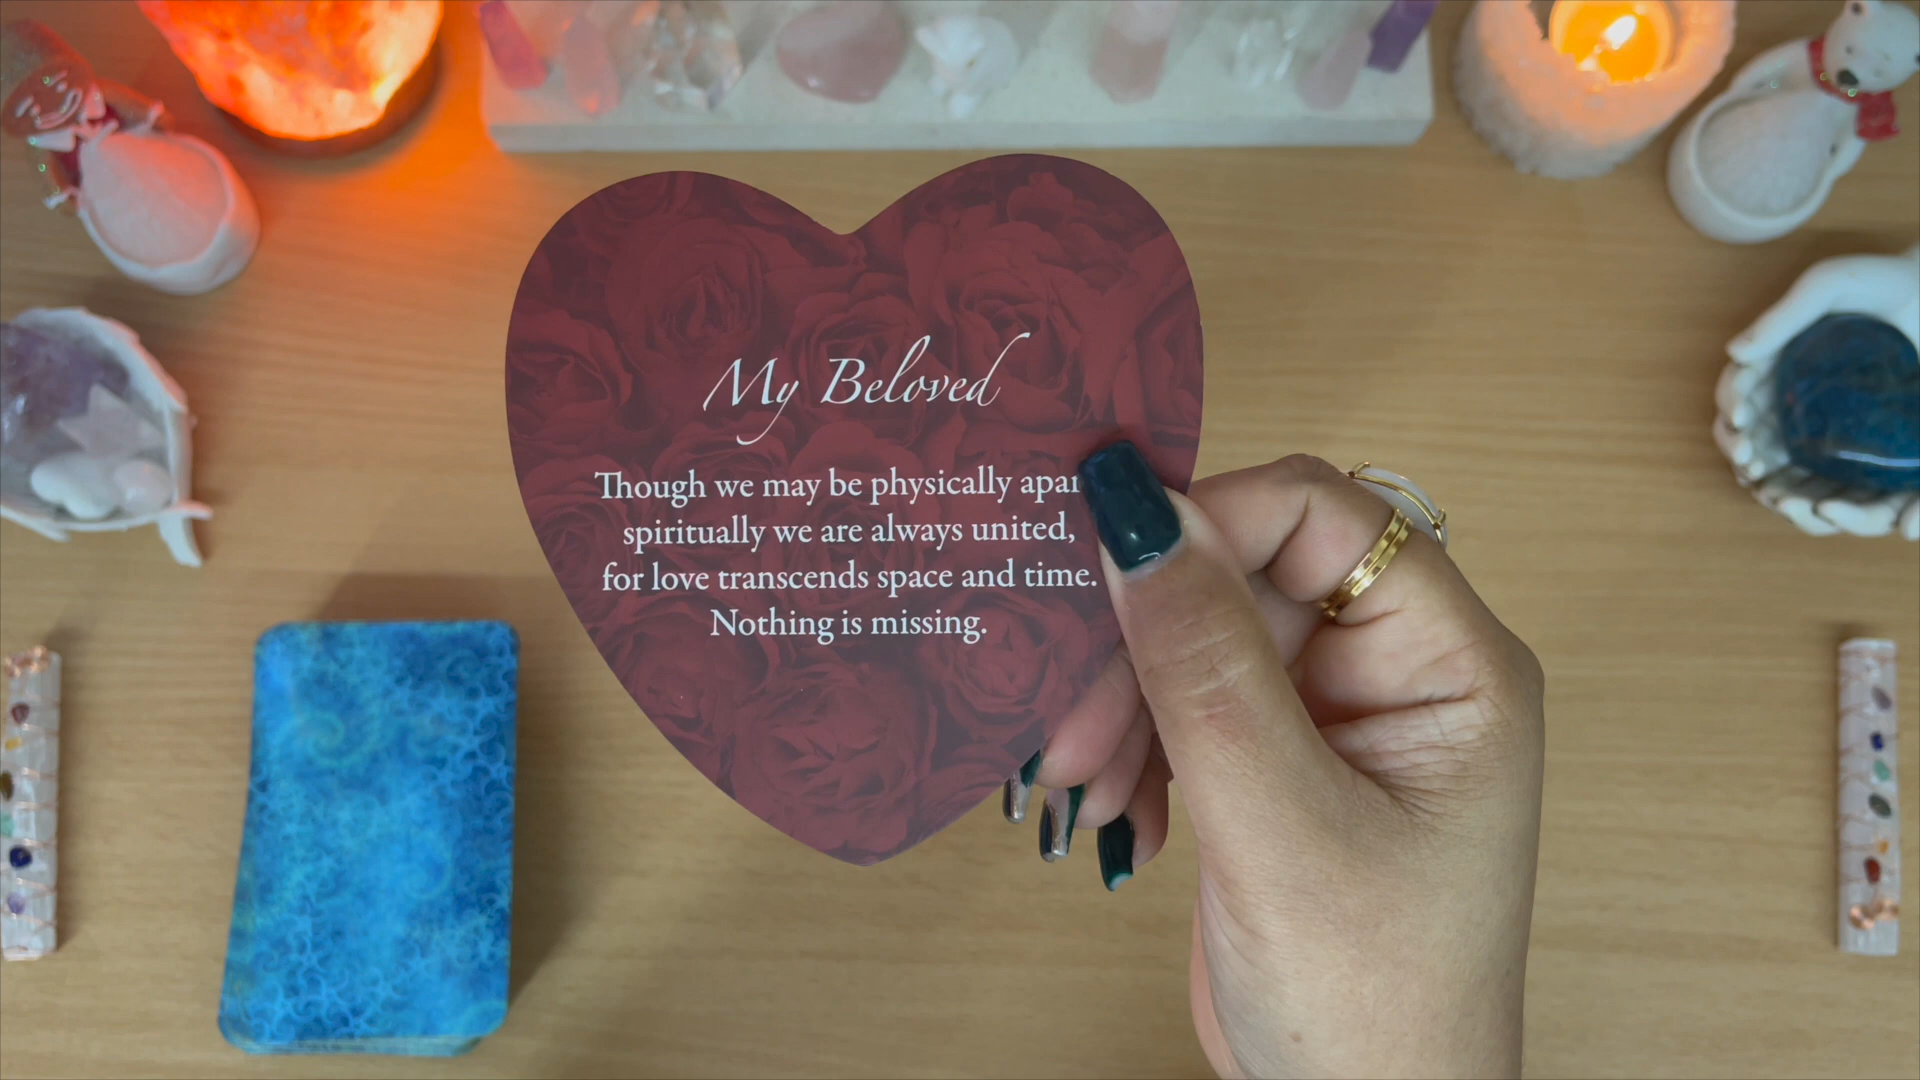 My Beloved
Though we may be physically apar
spiritually we are always united,
for love transcends space and time.
Nothing is missing.